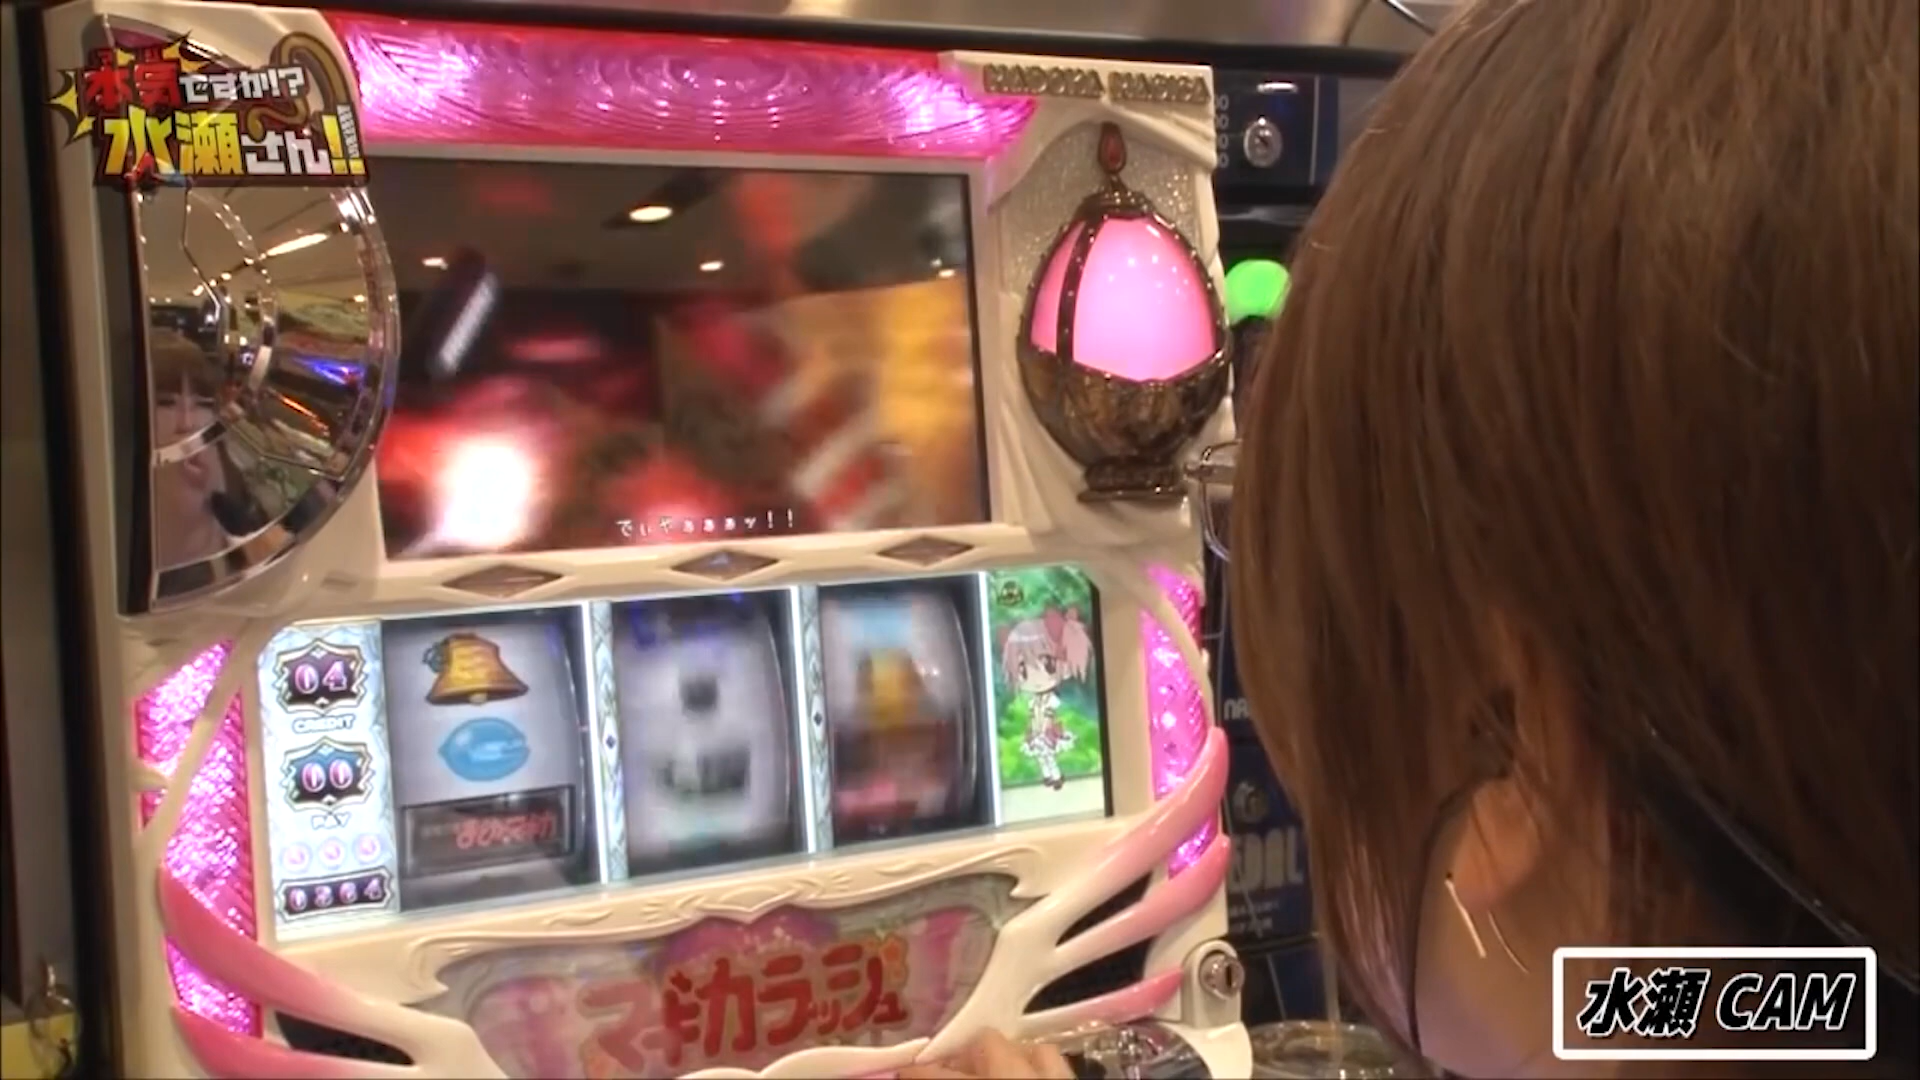 本気ですか!?
水瀬さん!!
MADOKA MAGICA
でぃやぁぁぁッ!!
04
CREDIT
00
PAY
0364
マドカラッシュ
水瀬 CAM